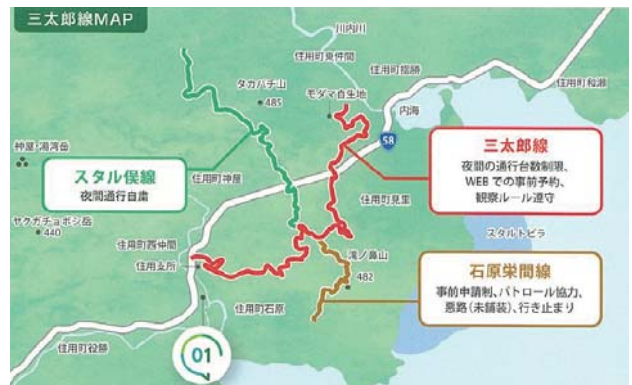 三太郎線MAP
川内川
住用町東仲間
住用町摺勝
住用町和瀬
タカバチ山
485
モダマ自生地
内海
58
神屋・湯湾岳
スタル俣線
夜間通行自粛
住用町神屋
三太郎線
夜間の通行台数制限、
WEBでの事前予約、
観察ルール遵守
ヤクガチョボシ岳
440
住用町西仲間
住用町見里
スタルトビラ
住用支所
滝ノ鼻山
482
石原栄間線
事前申請制、パトロール協力、
悪路(未舗装)、行き止まり
住用町石原
住用町役勝
01